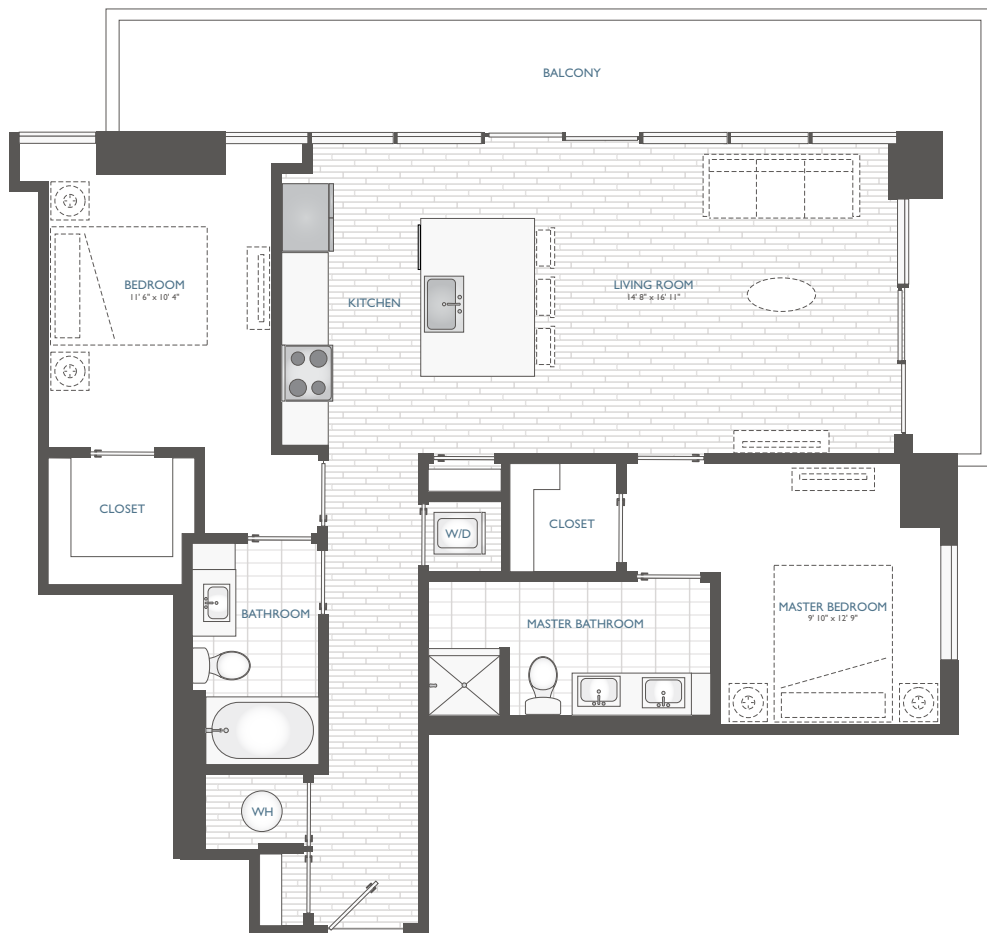 BALCONY
BEDROOM
11' 6" x 10' 4"
KITCHEN
LIVING ROOM
14' 8" x 16' 11"
CLOSET
W/D
CLOSET
BATHROOM
MASTER BATHROOM
MASTER BEDROOM
9' 10" x 12' 9"
WH